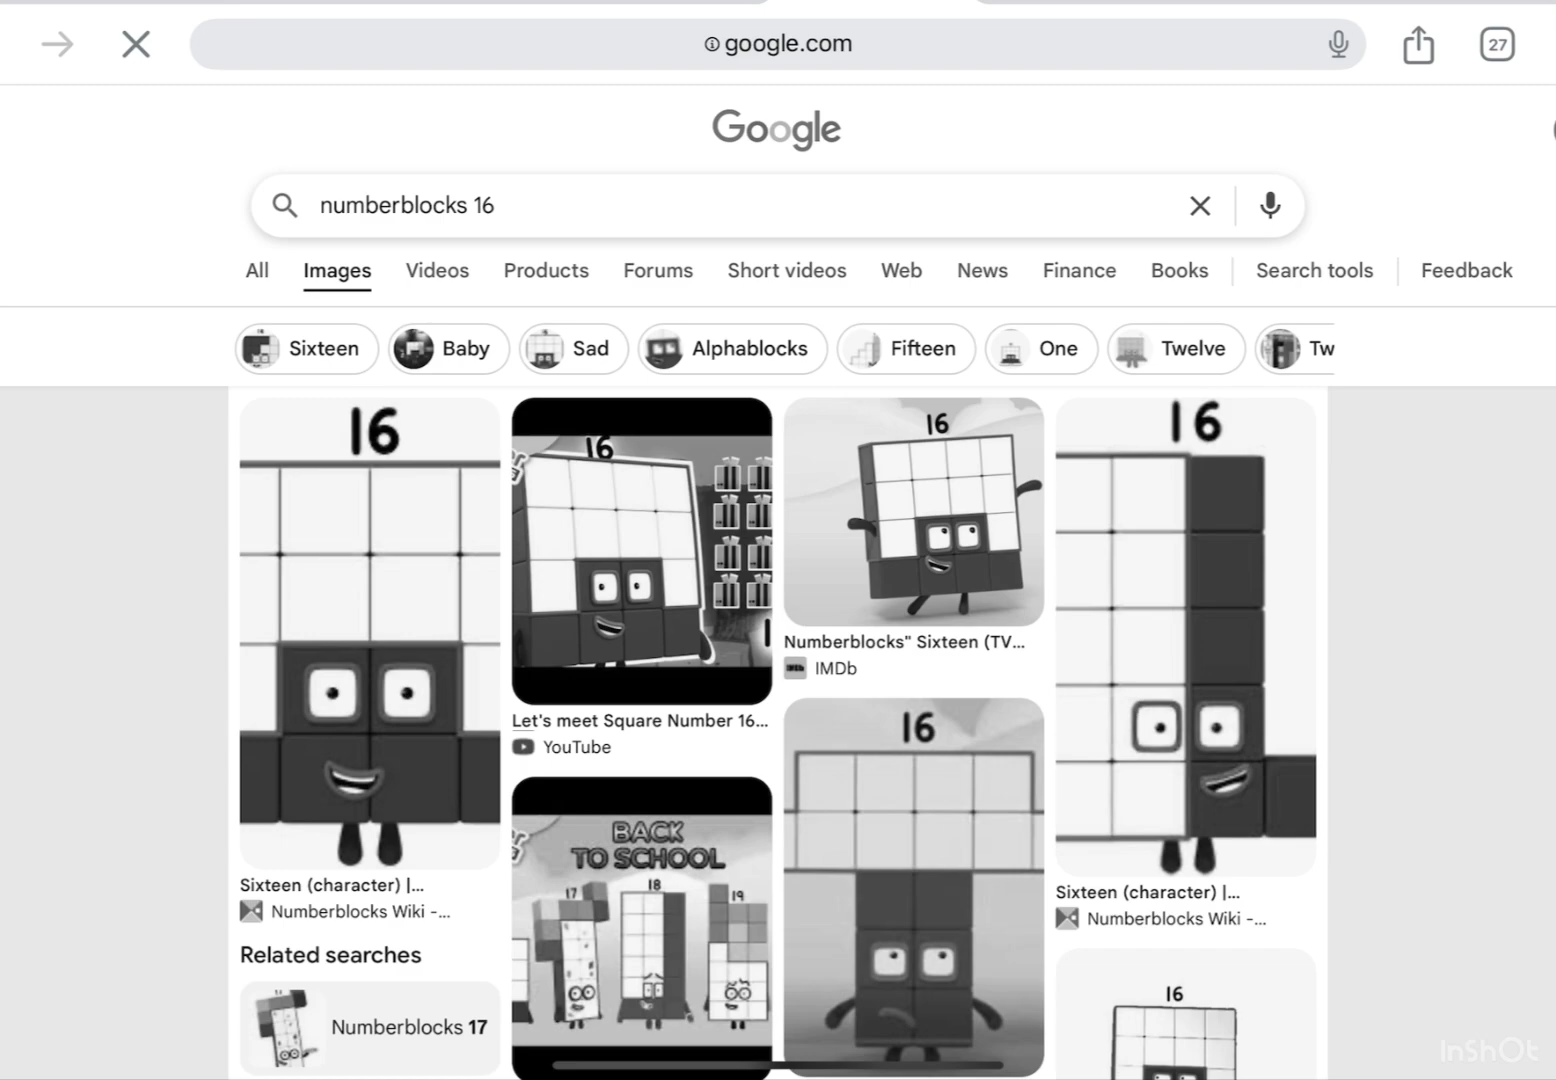 google.com
27
Google
numberblocks 16
All Images Videos Products Forums Short videos Web News Finance Books Search tools Feedback
Sixteen Baby Sad Alphablocks Fifteen One Twelve Tw
16
16
16
16
Numberblocks" Sixteen (TV...
IMDb
Let's meet Square Number 16...
YouTube
16
BACK
TO SCHOOL
17 18 19
Sixteen (character) |...
Numberblocks Wiki -...
Sixteen (character) |...
Numberblocks Wiki -...
Related searches
Numberblocks 17
16
InShOt